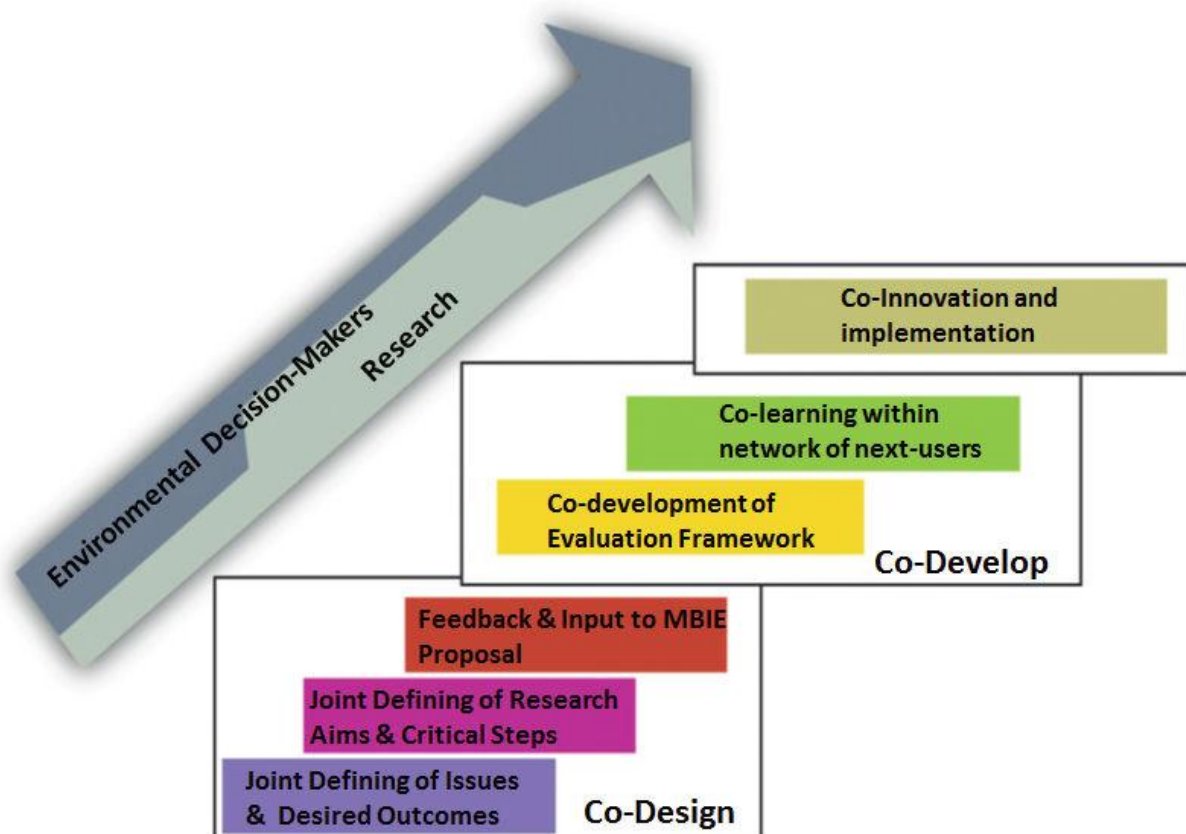 Environmental Decision-Makers
Research
Co-Innovation and
implementation
Co-learning within
network of next-users
Co-development of
Evaluation Framework
Co-Develop
Feedback & Input to MBIE
Proposal
Joint Defining of Research
Aims & Critical Steps
Joint Defining of Issues
& Desired Outcomes
Co-Design